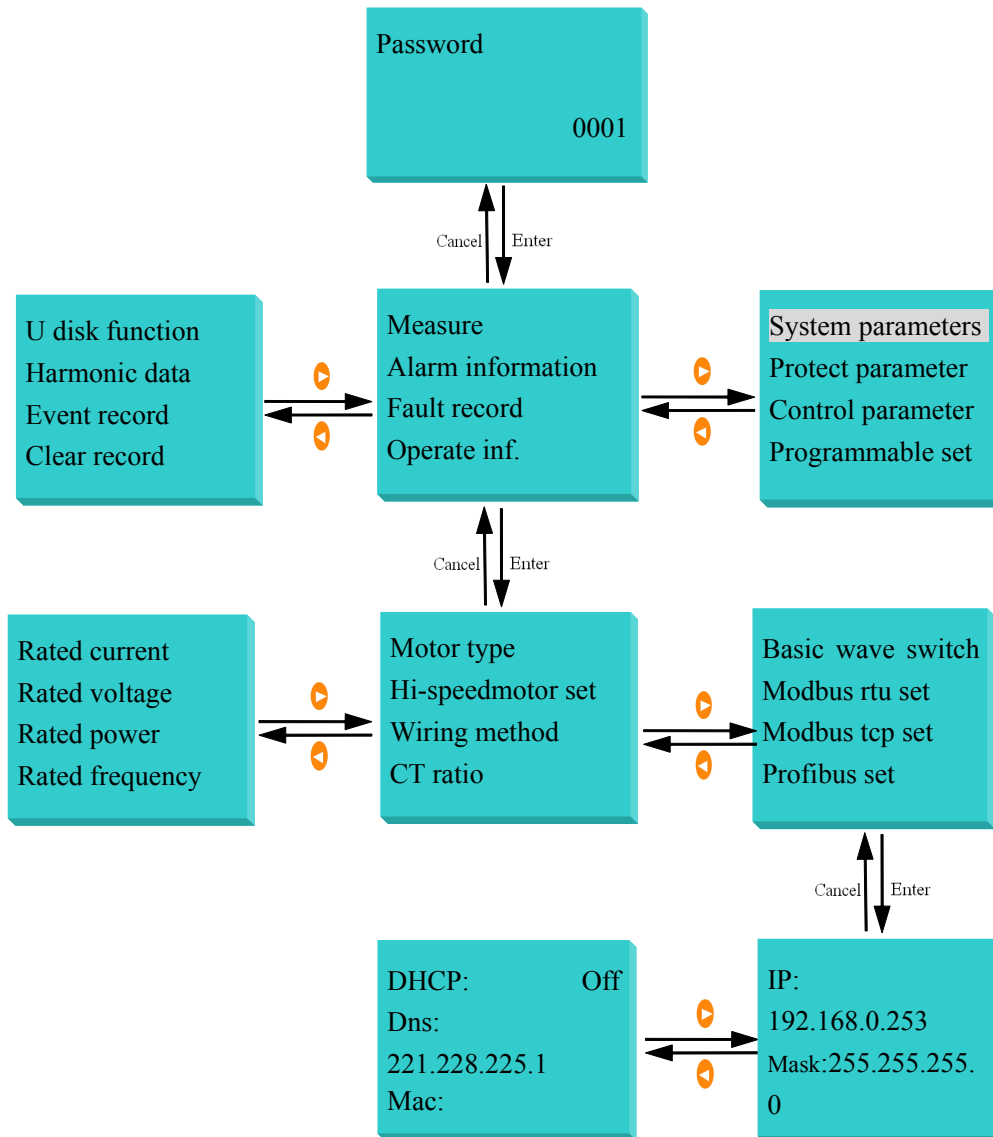 Password
0001
Cancel
Enter
U disk function
Harmonic data
Event record
Clear record
Measure
Alarm information
Fault record
Operate inf.
System parameters
Protect parameter
Control parameter
Programmable set
Cancel
Enter
Rated current
Rated voltage
Rated power
Rated frequency
Motor type
Hi-speedmotor set
Wiring method
CT ratio
Basic wave switch
Modbus rtu set
Modbus tcp set
Profibus set
Cancel
Enter
DHCP: Off
Dns:
221.228.225.1
Mac:
IP:
192.168.0.253
Mask:255.255.255.
0